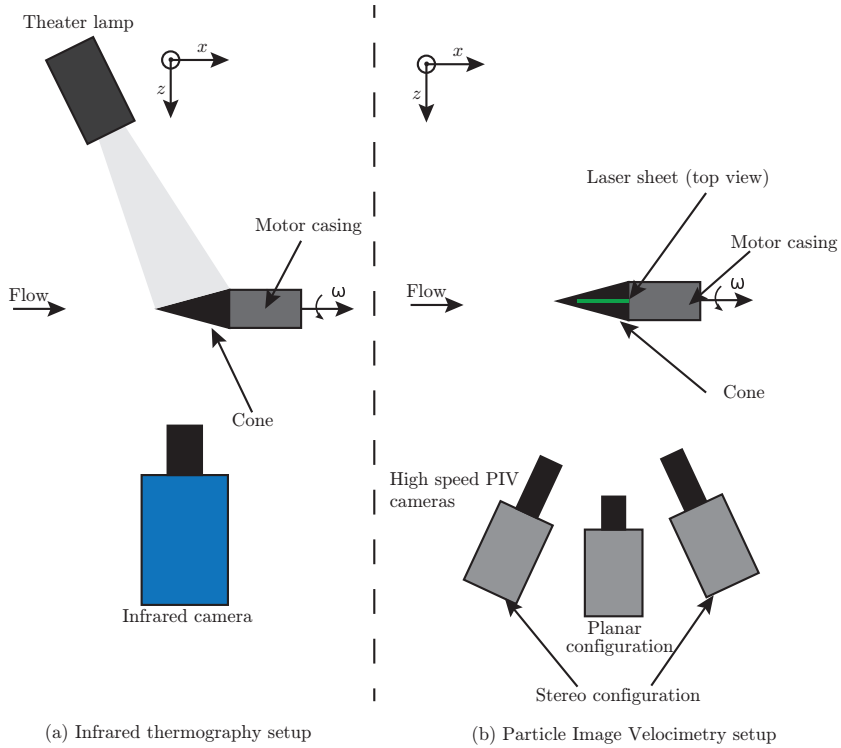 Theater lamp
x
z
Motor casing
Flow
ω
Cone
Infrared camera
(a) Infrared thermography setup
x
z
Laser sheet (top view)
Motor casing
Flow
ω
Cone
High speed PIV
cameras
Planar
configuration
Stereo configuration
(b) Particle Image Velocimetry setup